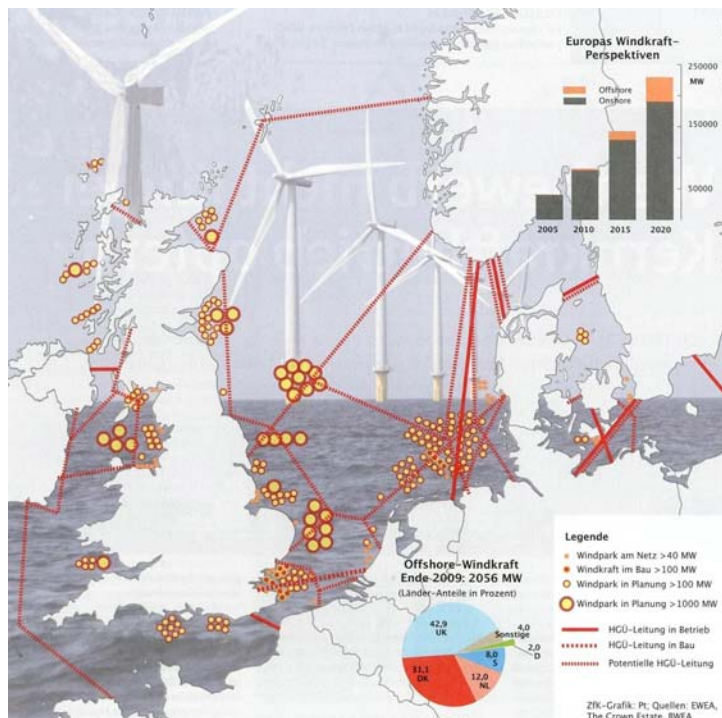 Europas Windkraft-
Perspektiven
250000
MW
Offshore
Onshore
150000
50000
2005 2010 2015 2020
Offshore-Windkraft
Ende 2009: 2056 MW
(Länder-Anteile in Prozent)
42,9
UK
4,0
Sonstige
2,0
D
8,0
S
12,0
NL
31,1
DK
Legende
Windpark am Netz >40 MW
Windkraft im Bau >100 MW
Windpark in Planung >100 MW
Windpark in Planung >1000 MW
HGÜ-Leitung in Betrieb
HGÜ-Leitung in Bau
Potentielle HGÜ-Leitung
ZfK-Grafik: Pt; Quellen: EWEA,
The Crown Estate, BWEA